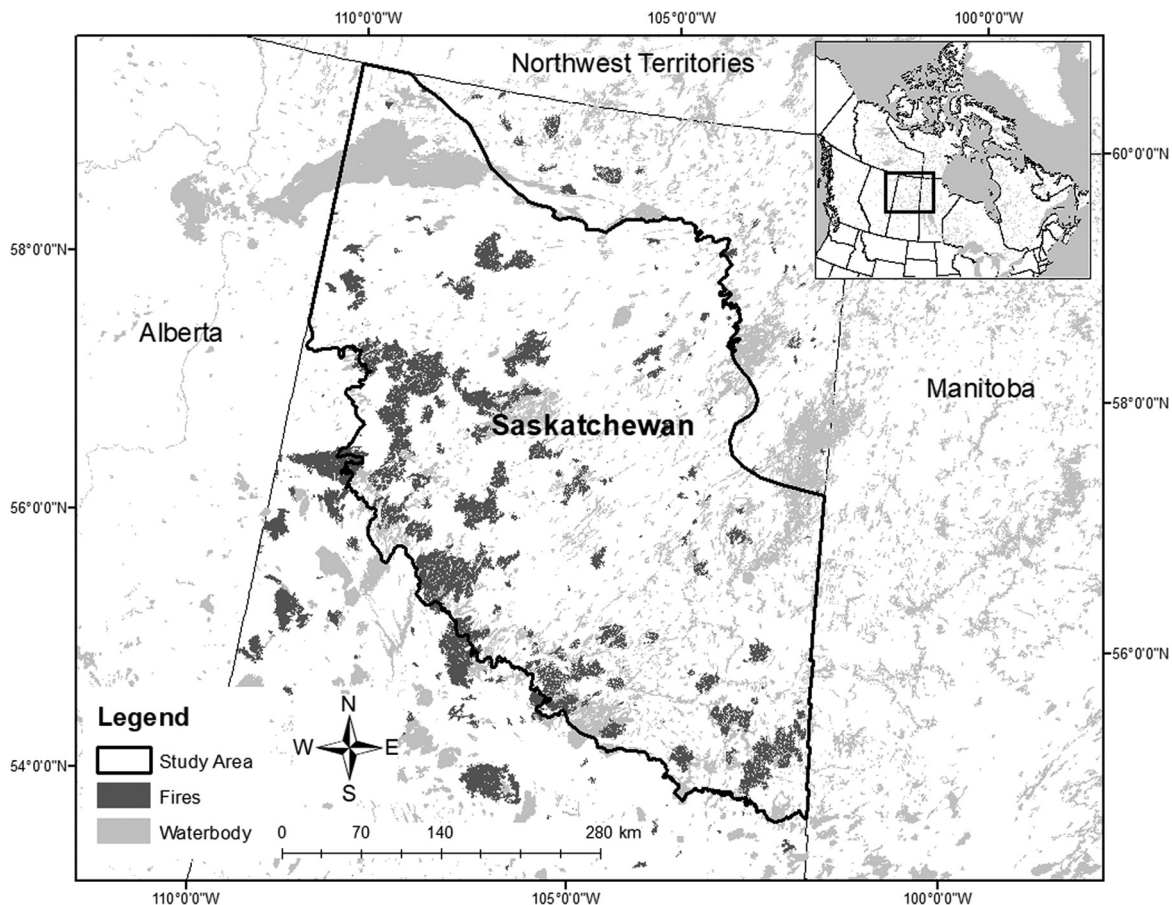 110°0'0"W 105°0'0"W 100°0'0"W
Northwest Territories
60°0'0"N
58°0'0"N
Alberta
Manitoba
58°0'0"N
Saskatchewan
56°0'0"N
56°0'0"N
Legend
Study Area
Fires
Waterbody
N
W E
S
54°0'0"N
0 70 140 280 km
110°0'0"W 105°0'0"W 100°0'0"W